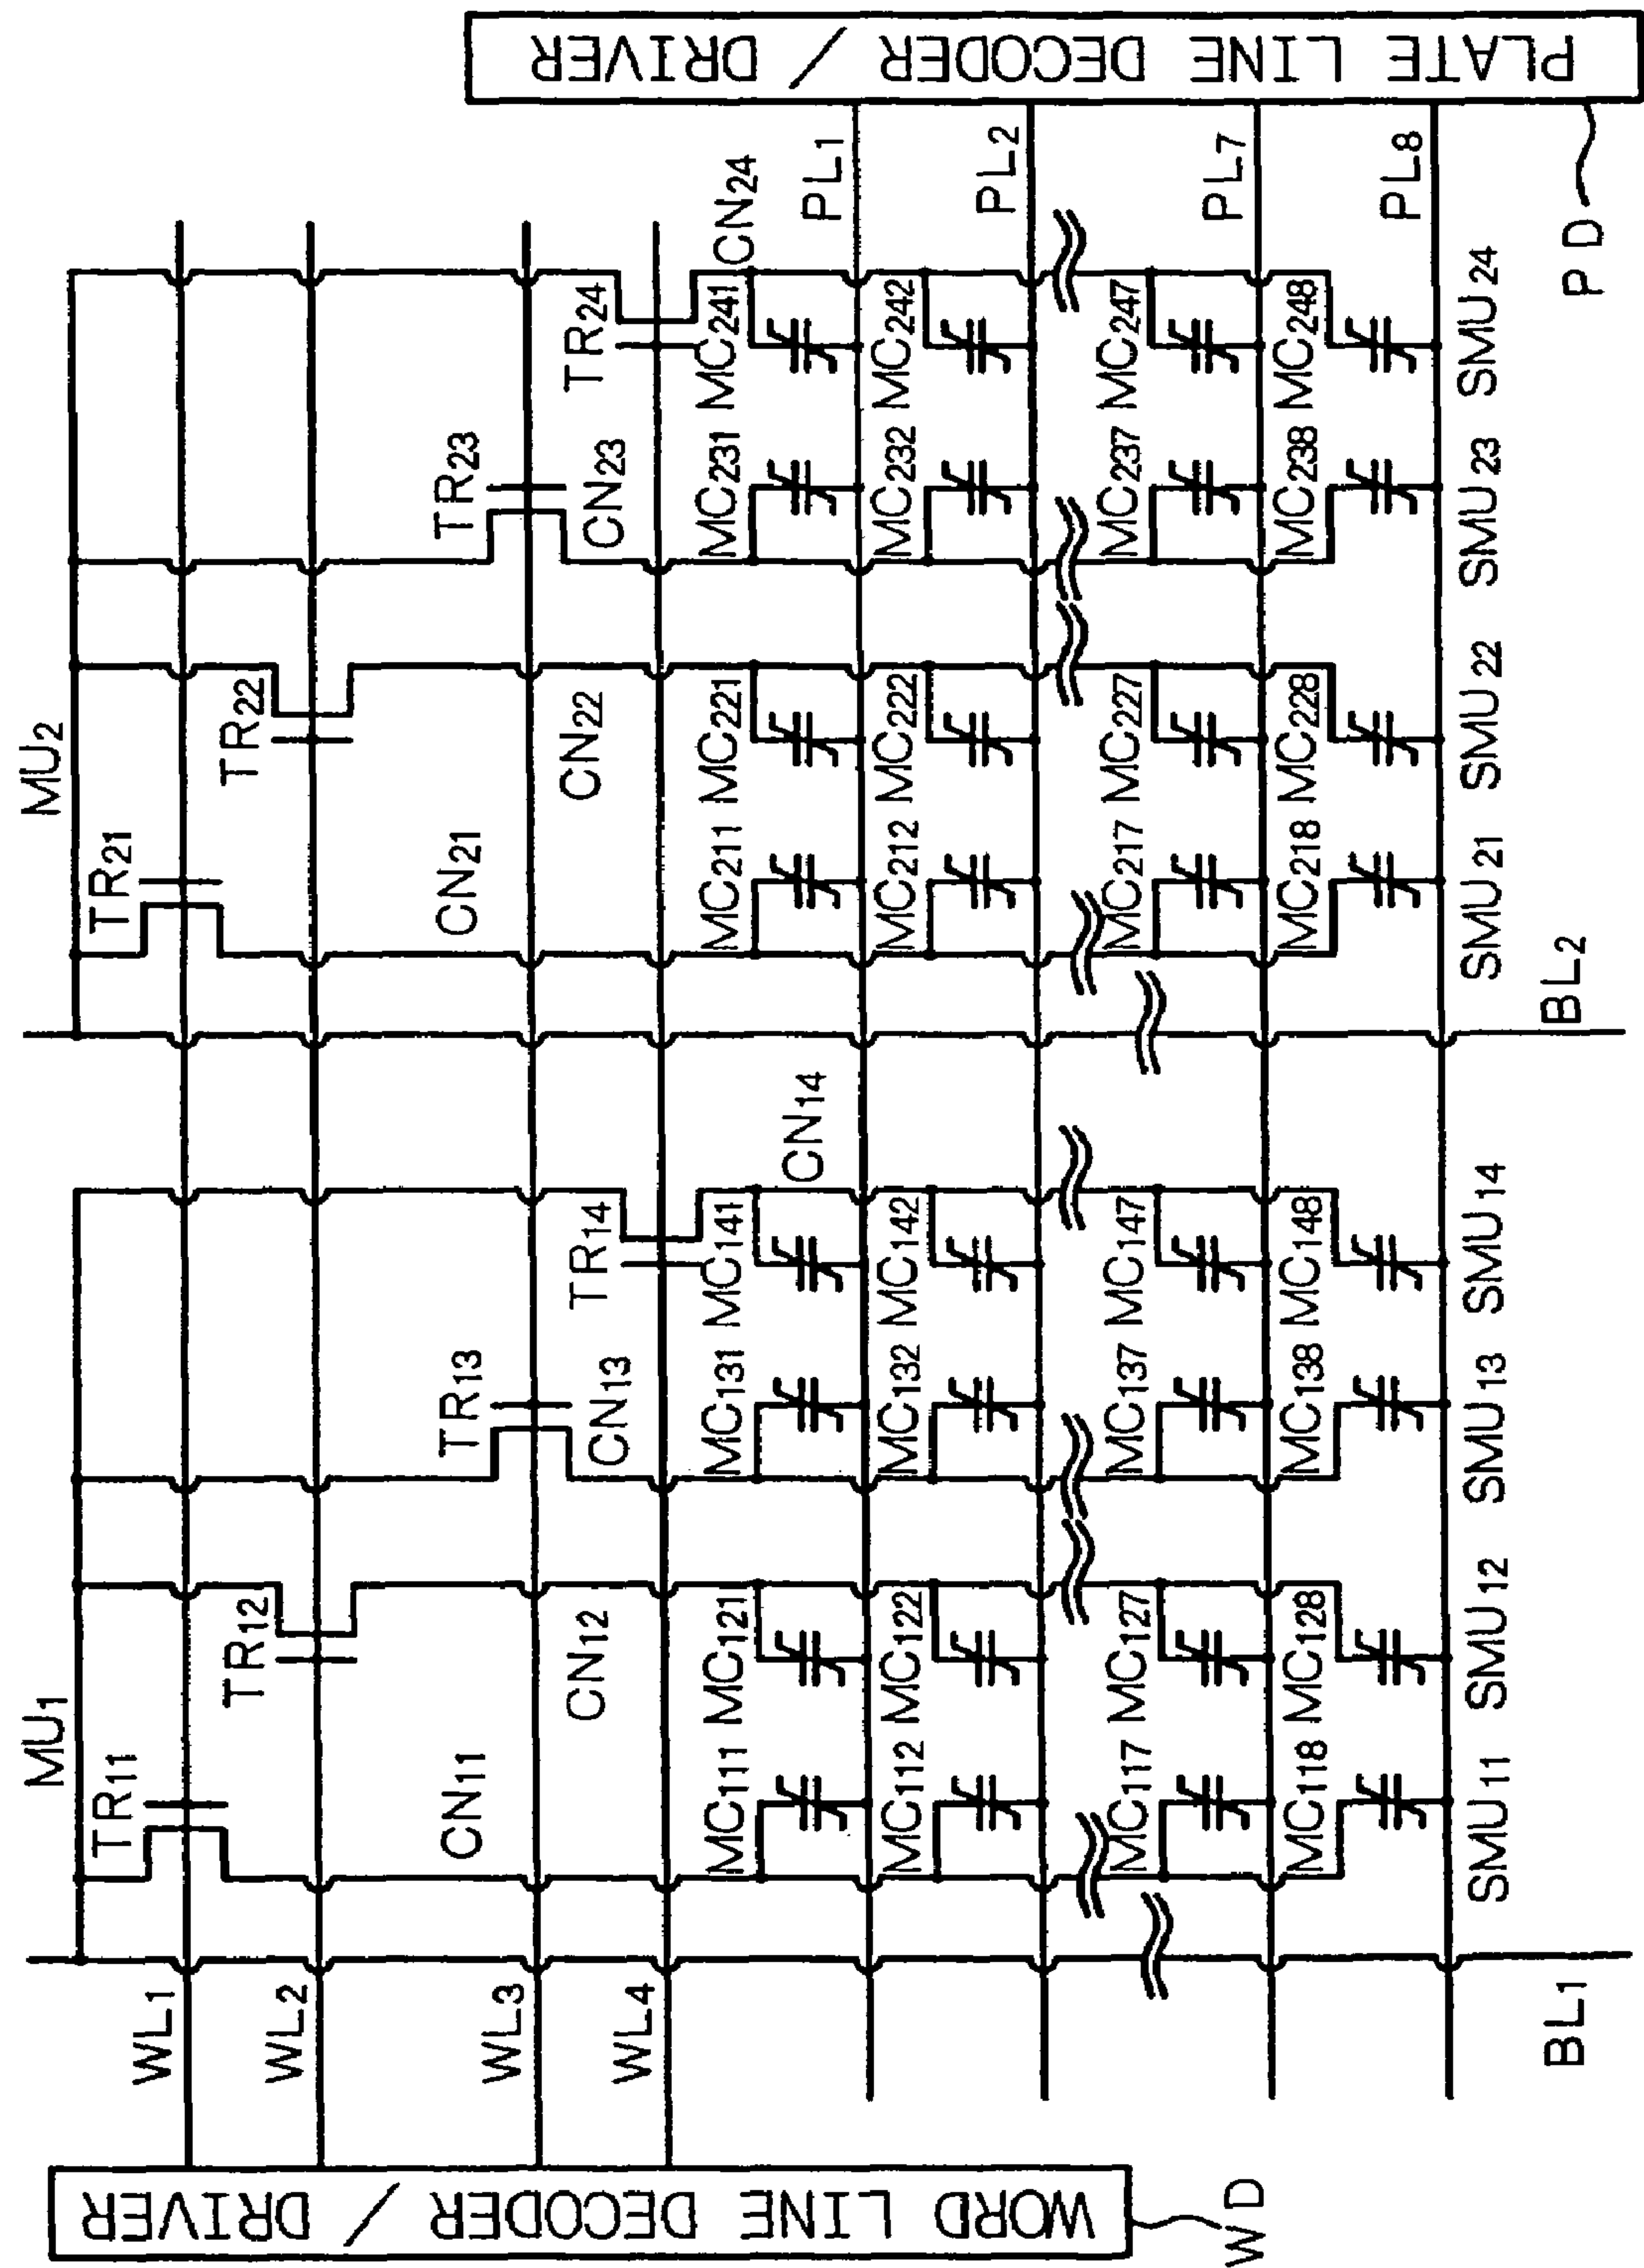 MU1
MU2
TR11
TR12
TR13
TR14
TR21
TR22
TR23
TR24
WL1
WL2
WL3
WL4
CN11
CN12
CN13
CN14
CN21
CN22
CN23
CN24
MC111 MC121
MC131 MC141
MC211 MC221
MC231 MC241
PL1
MC112 MC122
MC132 MC142
MC212 MC222
MC232 MC242
PL2
MC117 MC127
MC137 MC147
MC217 MC227
MC237 MC247
PL7
MC118 MC128
MC138 MC148
MC218 MC228
MC238 MC248
PL8
SMU11 SMU12
SMU13 SMU14
SMU21 SMU22
SMU23 SMU24
BL1
BL2
WORD LINE DECODER / DRIVER
WD
PLATE LINE DECODER / DRIVER
PD